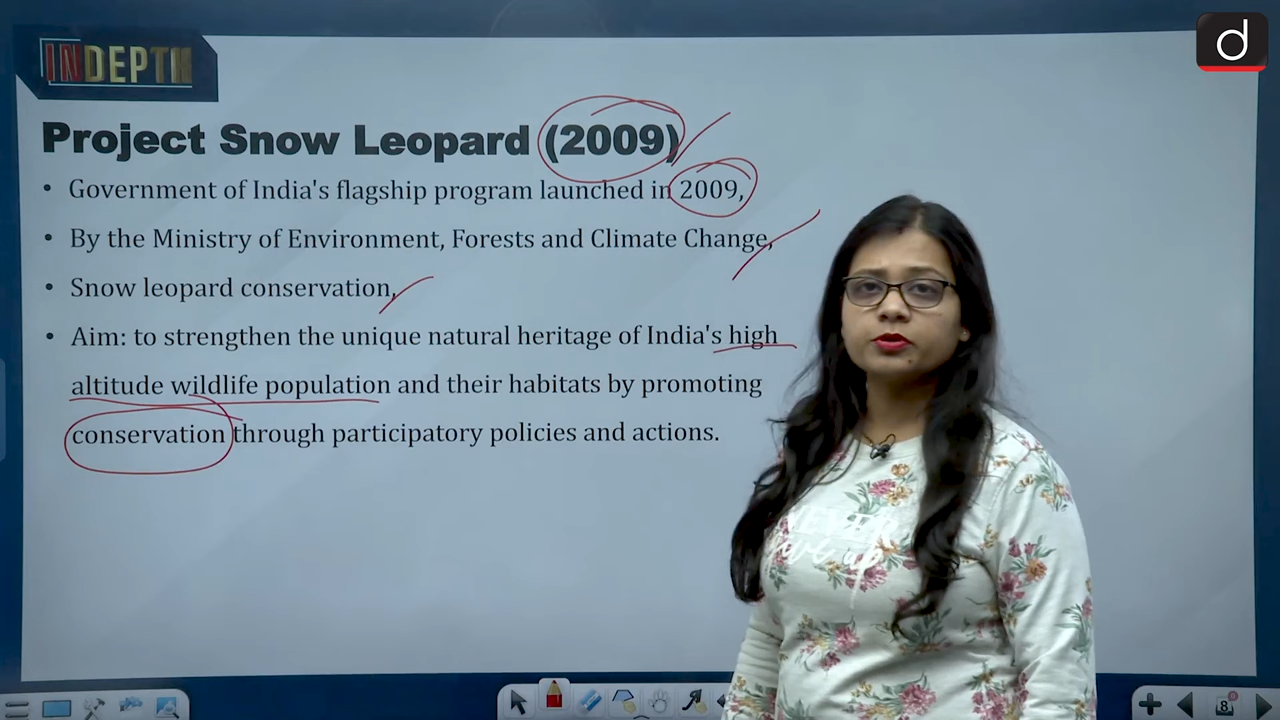 INDEPTH
d
Project Snow Leopard (2009)
• Government of India's flagship program launched in 2009,
• By the Ministry of Environment, Forests and Climate Change,
• Snow leopard conservation,
• Aim: to strengthen the unique natural heritage of India's high
altitude wildlife population and their habitats by promoting
conservation through participatory policies and actions.
up
8